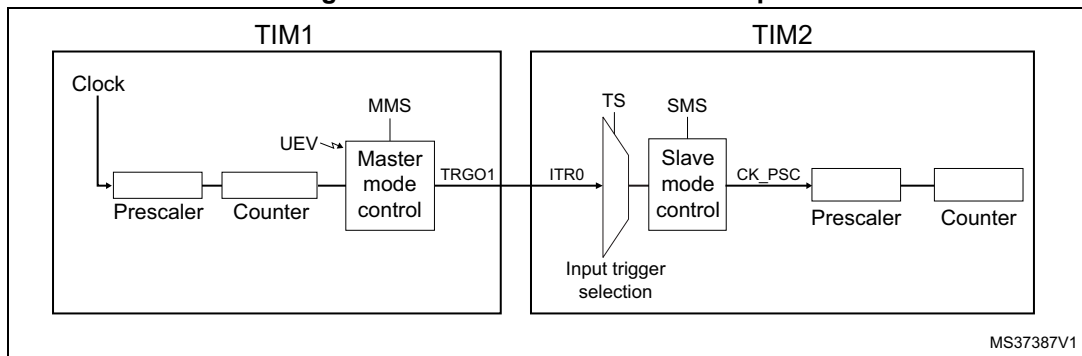 TIM1
TIM2
Clock
MMS
TS
SMS
UEV
Master
mode
control
TRGO1
ITR0
Slave
mode
control
CK_PSC
Prescaler
Counter
Prescaler
Counter
Input trigger
selection
MS37387V1